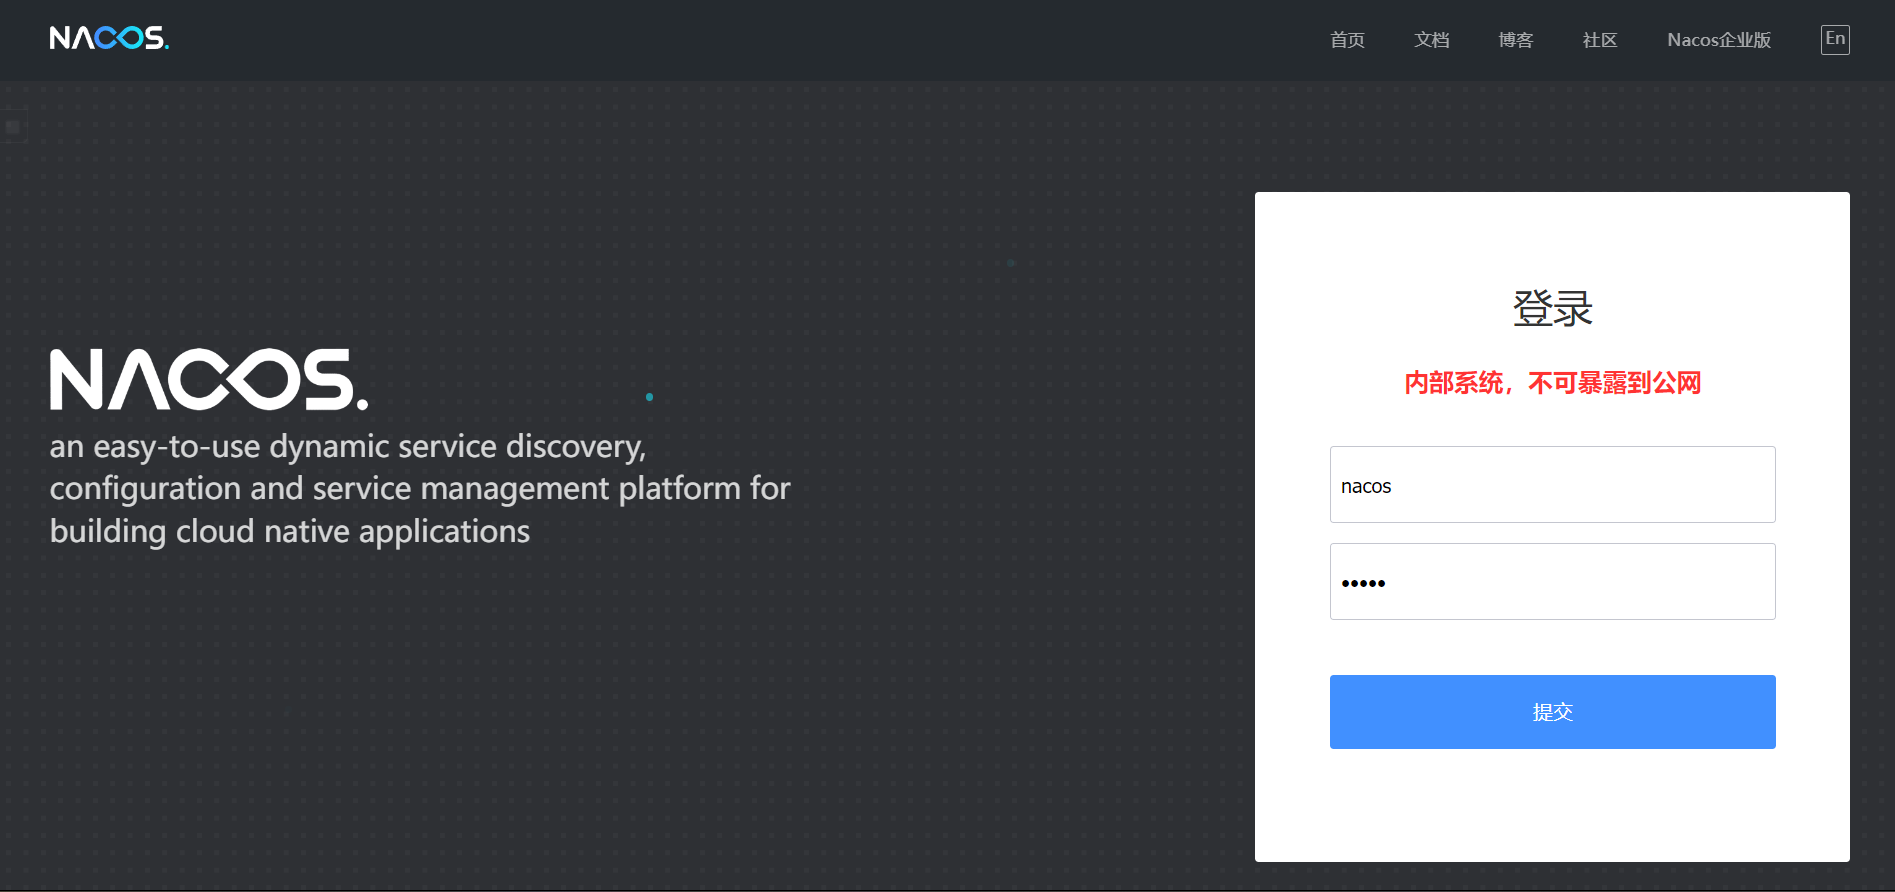 NACOS.
首页 文档 博客 社区 Nacos企业版 En
NACOS.
an easy-to-use dynamic service discovery,
configuration and service management platform for
building cloud native applications
登录
内部系统，不可暴露到公网
nacos
•••••
提交